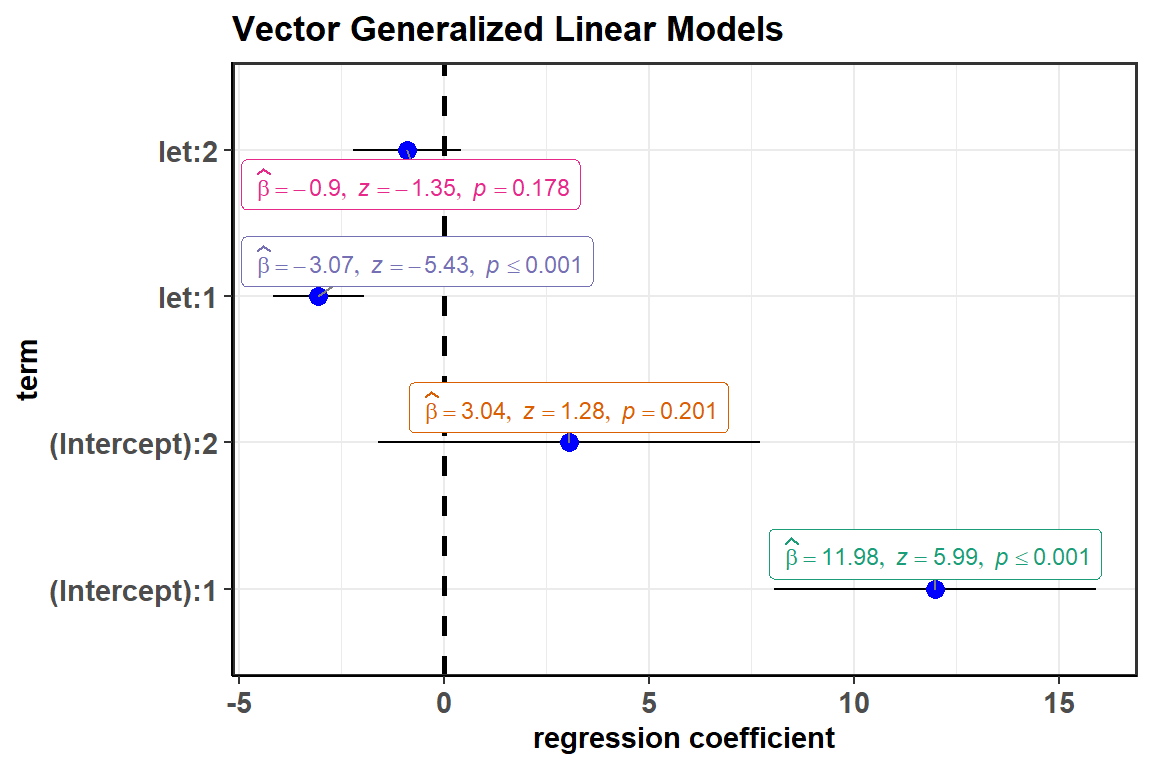 Vector Generalized Linear Models
let:2
β̂ = −0.9, z = −1.35, p = 0.178
β̂ = −3.07, z = −5.43, p ≤ 0.001
let:1
term
β̂ = 3.04, z = 1.28, p = 0.201
(Intercept):2
β̂ = 11.98, z = 5.99, p ≤ 0.001
(Intercept):1
-5 0 5 10 15
regression coefficient